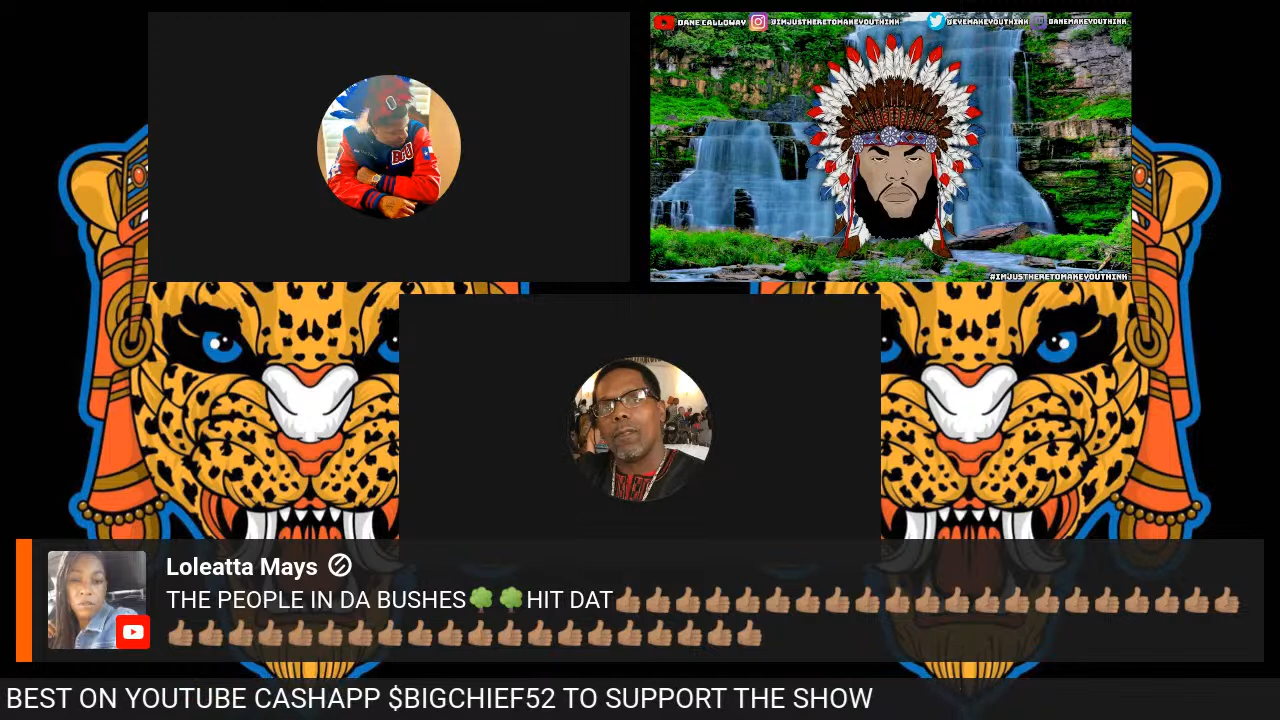 DANE CALLOWAY @IMJUSTHERETOMAKEYOUTHINK @EYEMAKEYOUTHINK DANEMAKEYOUTHINK
#IMJUSTHERETOMAKEYOUTHINK
Loleatta Mays
THE PEOPLE IN DA BUSHES🌳 🌳HIT DAT👍🏽👍🏽👍🏽👍🏽👍🏽👍🏽👍🏽👍🏽👍🏽👍🏽👍🏽👍🏽👍🏽👍🏽👍🏽👍🏽👍🏽👍🏽👍🏽👍🏽👍🏽
👍🏽👍🏽👍🏽👍🏽👍🏽👍🏽👍🏽👍🏽👍🏽👍🏽👍🏽👍🏽👍🏽👍🏽👍🏽👍🏽👍🏽👍🏽👍🏽👍🏽
BEST ON YOUTUBE CASHAPP $BIGCHIEF52 TO SUPPORT THE SHOW